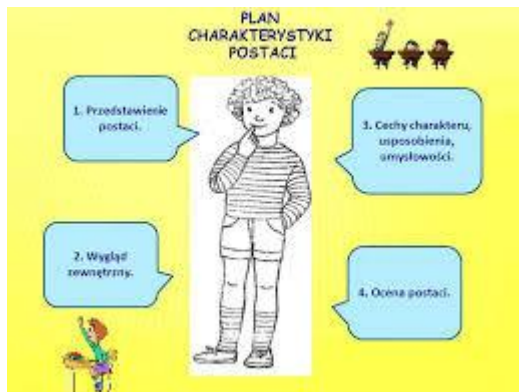 PLAN
CHARAKTERYSTYKI
POSTACI
1. Przedstawienie
postaci.
2. Wygląd
zewnętrzny.
3. Cechy charakteru,
usposobienia,
umysłowości.
4. Ocena postaci.